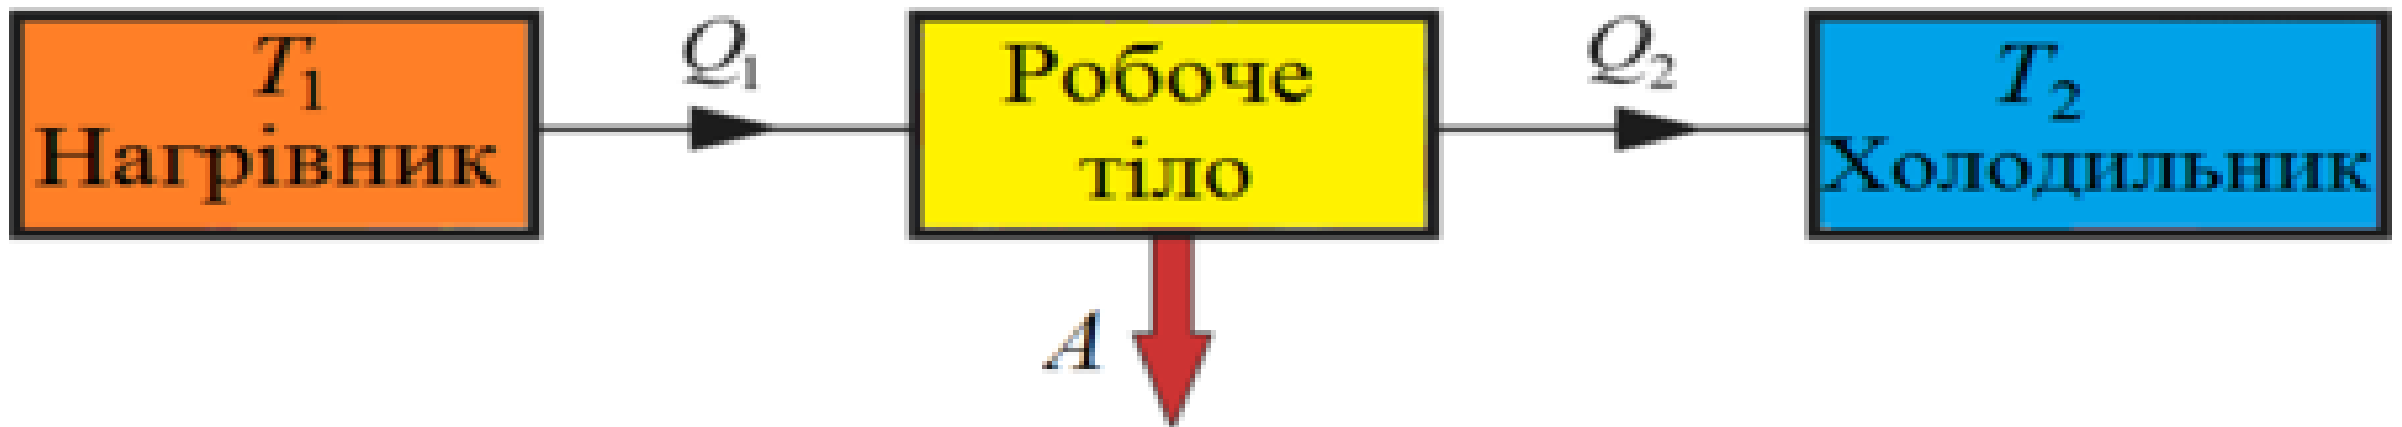 T₁
Нагрівник
Q₁
Робоче
тіло
Q₂
T₂
Холодильник
A